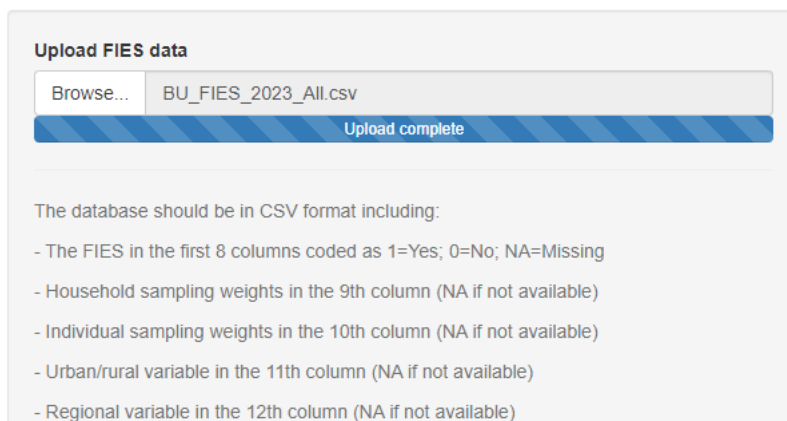 Upload FIES data
Browse... BU_FIES_2023_All.csv
Upload complete
The database should be in CSV format including:
- The FIES in the first 8 columns coded as 1=Yes; 0=No; NA=Missing
- Household sampling weights in the 9th column (NA if not available)
- Individual sampling weights in the 10th column (NA if not available)
- Urban/rural variable in the 11th column (NA if not available)
- Regional variable in the 12th column (NA if not available)